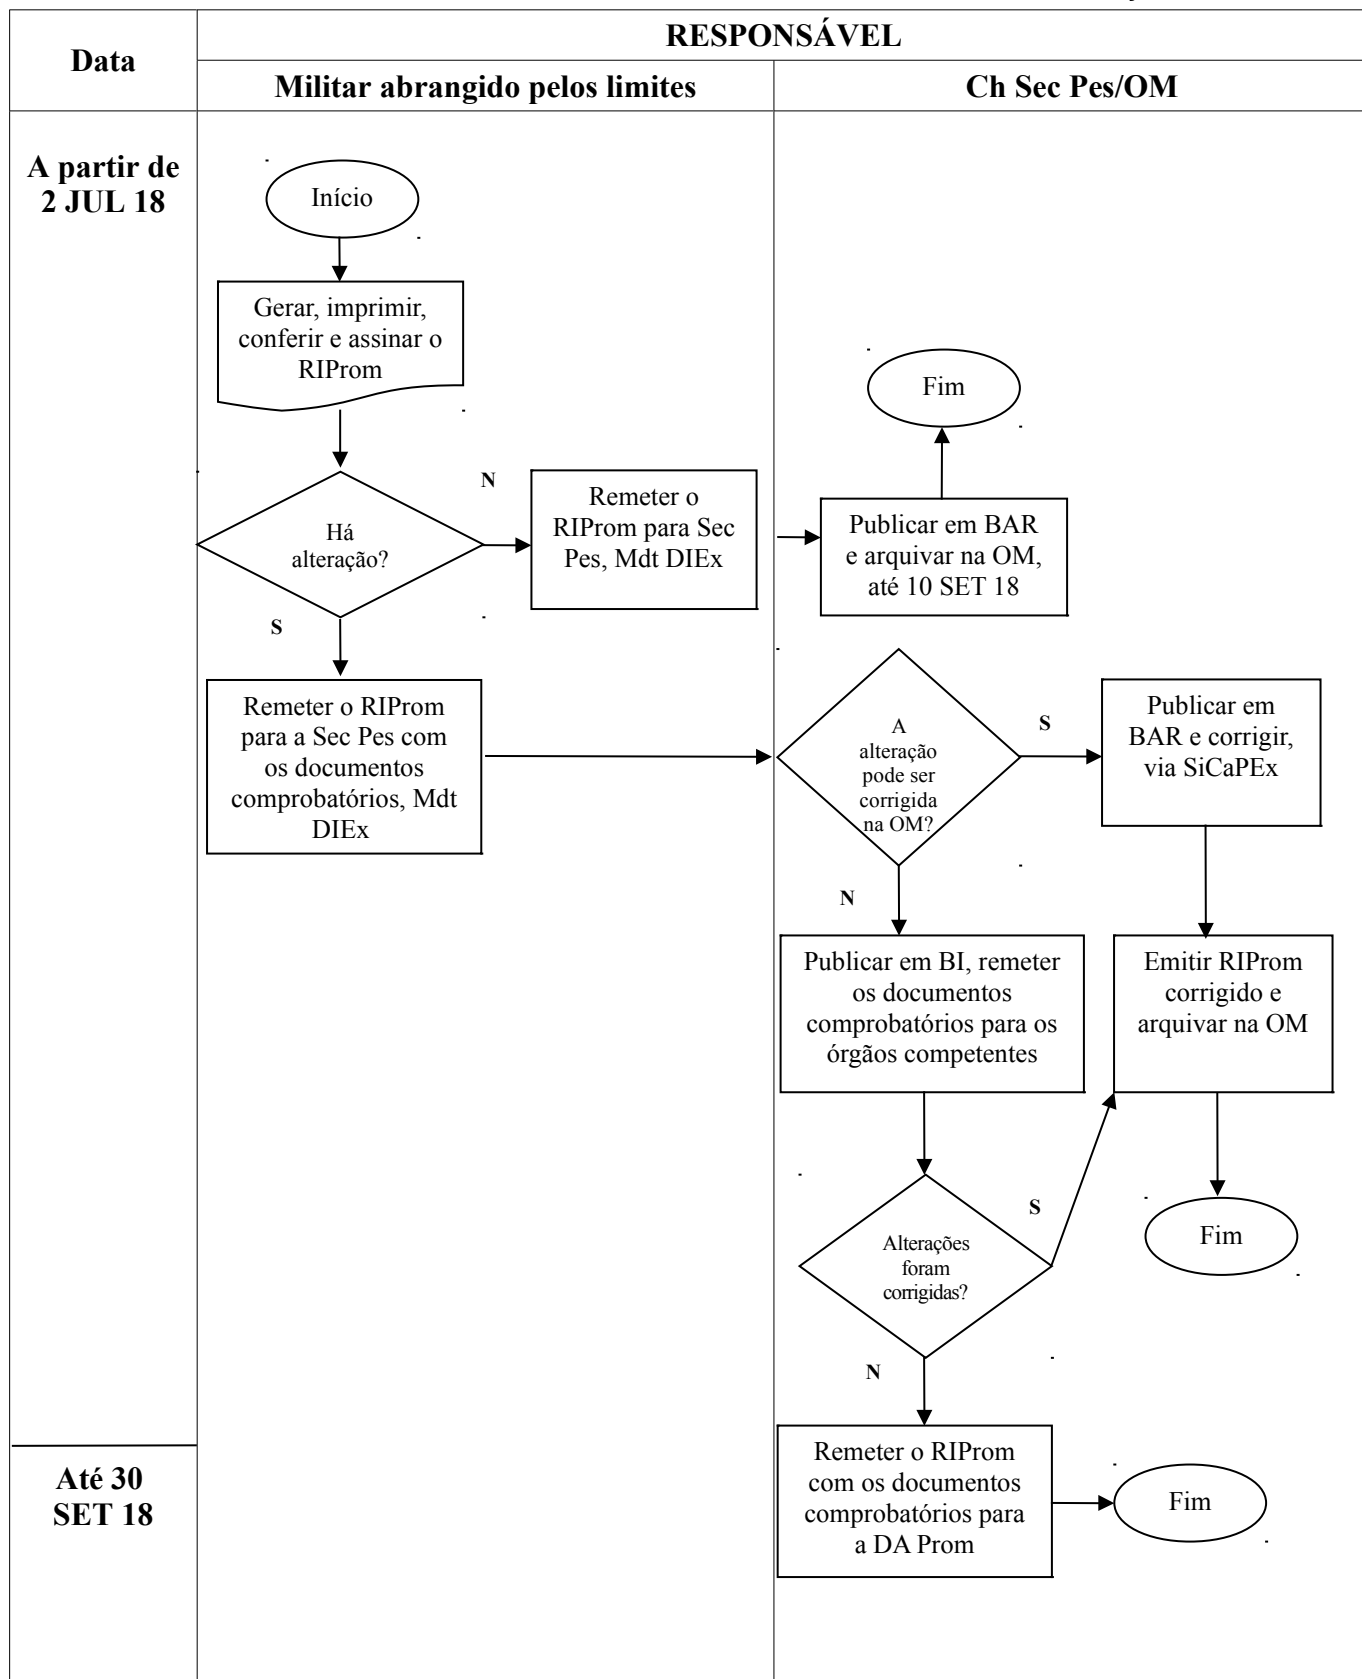 Data
RESPONSÁVEL
Militar abrangido pelos limites
Ch Sec Pes/OM
A partir de
2 JUL 18
Início
Gerar, imprimir,
conferir e assinar o
RIProm
Há
alteração?
N
Remeter o
RIProm para Sec
Pes, Mdt DIEx
Publicar em BAR
e arquivar na OM,
até 10 SET 18
Fim
S
Remeter o RIProm
para a Sec Pes com
os documentos
comprobatórios, Mdt
DIEx
A
alteração
pode ser
corrigida
na OM?
S
Publicar em
BAR e corrigir,
via SiCaPEx
N
Publicar em BI, remeter
os documentos
comprobatórios para os
órgãos competentes
Emitir RIProm
corrigido e
arquivar na OM
Alterações
foram
corrigidas?
S
Fim
N
Até 30
SET 18
Remeter o RIProm
com os documentos
comprobatórios para
a DA Prom
Fim